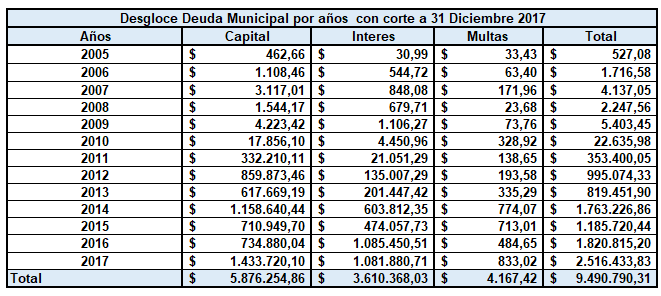 Desgloce Deuda Municipal por años con corte a 31 Diciembre 2017
Años Capital Interes Multas Total
2005 $ 462,66 $ 30,99 $ 33,43 $ 527,08
2006 $ 1.108,46 $ 544,72 $ 63,40 $ 1.716,58
2007 $ 3.117,01 $ 848,08 $ 171,96 $ 4.137,05
2008 $ 1.544,17 $ 679,71 $ 23,68 $ 2.247,56
2009 $ 4.223,42 $ 1.106,27 $ 73,76 $ 5.403,45
2010 $ 17.856,10 $ 4.450,96 $ 328,92 $ 22.635,98
2011 $ 332.210,11 $ 21.051,29 $ 138,65 $ 353.400,05
2012 $ 859.873,46 $ 135.007,29 $ 193,58 $ 995.074,33
2013 $ 617.669,19 $ 201.447,42 $ 335,29 $ 819.451,90
2014 $ 1.158.640,44 $ 603.812,35 $ 774,07 $ 1.763.226,86
2015 $ 710.949,70 $ 474.057,73 $ 713,01 $ 1.185.720,44
2016 $ 734.880,04 $ 1.085.450,51 $ 484,65 $ 1.820.815,20
2017 $ 1.433.720,10 $ 1.081.880,71 $ 833,02 $ 2.516.433,83
Total $ 5.876.254,86 $ 3.610.368,03 $ 4.167,42 $ 9.490.790,31